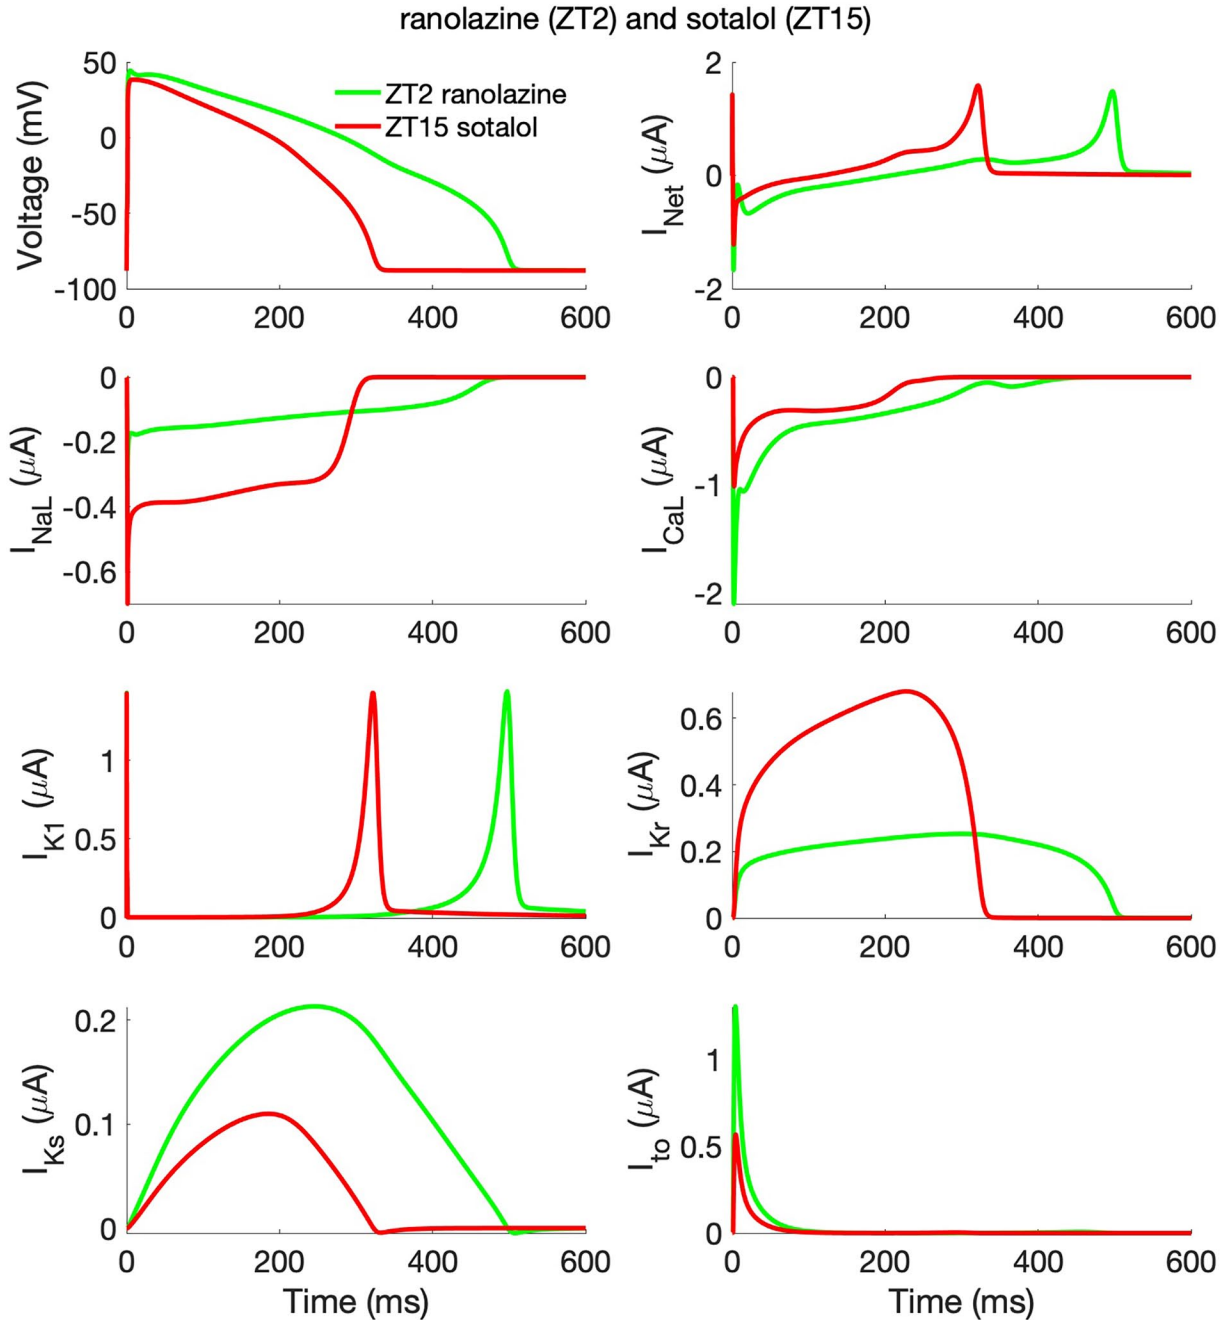 ranolazine (ZT2) and sotalol (ZT15)
50
0
-50
-100
Voltage (mV)
ZT2 ranolazine
ZT15 sotalol
0 200 400 600
2
0
-2
I_Net (μA)
0 200 400 600
0
-0.2
-0.4
-0.6
I_NaL (μA)
0 200 400 600
0
-1
-2
I_CaL (μA)
0 200 400 600
1
0.5
0
I_K1 (μA)
0 200 400 600
0.6
0.4
0.2
0
I_Kr (μA)
0 200 400 600
0.2
0.1
0
I_Ks (μA)
0 200 400 600
Time (ms)
1
0.5
0
I_to (μA)
0 200 400 600
Time (ms)